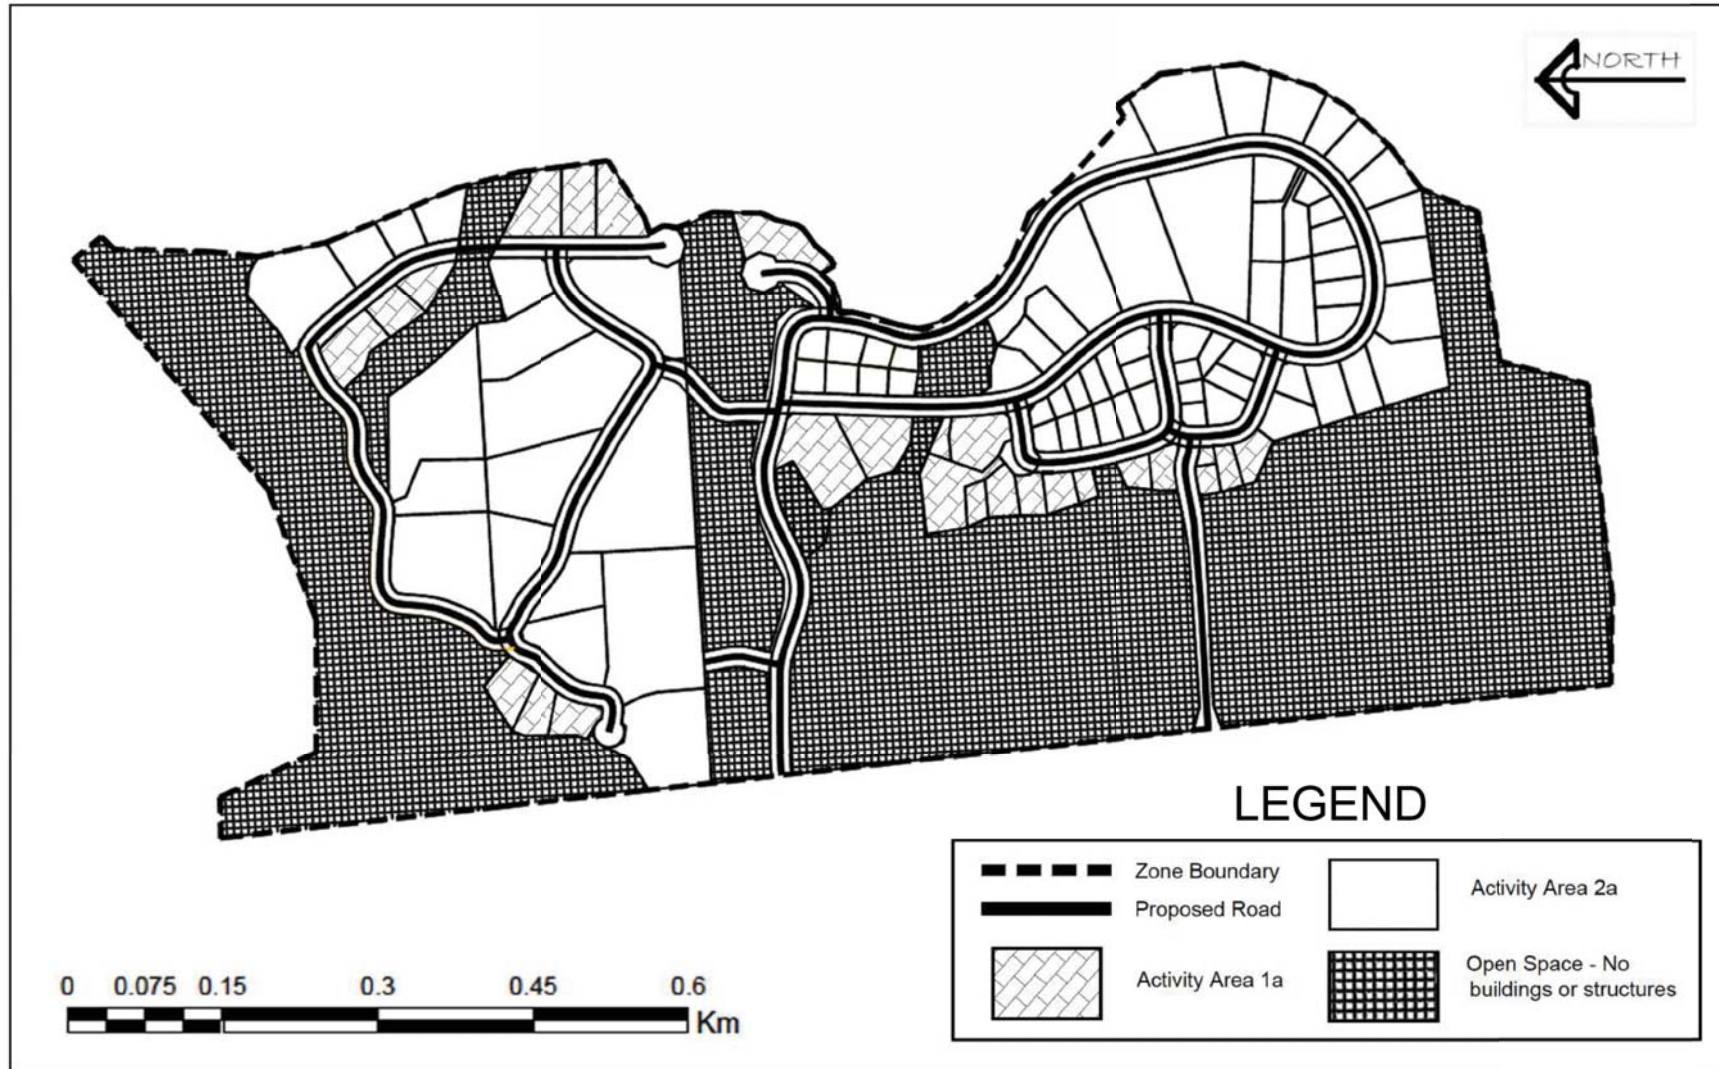 NORTH
LEGEND
Zone Boundary
Proposed Road
Activity Area 1a
Activity Area 2a
Open Space - No
buildings or structures
0 0.075 0.15 0.3 0.45 0.6
Km